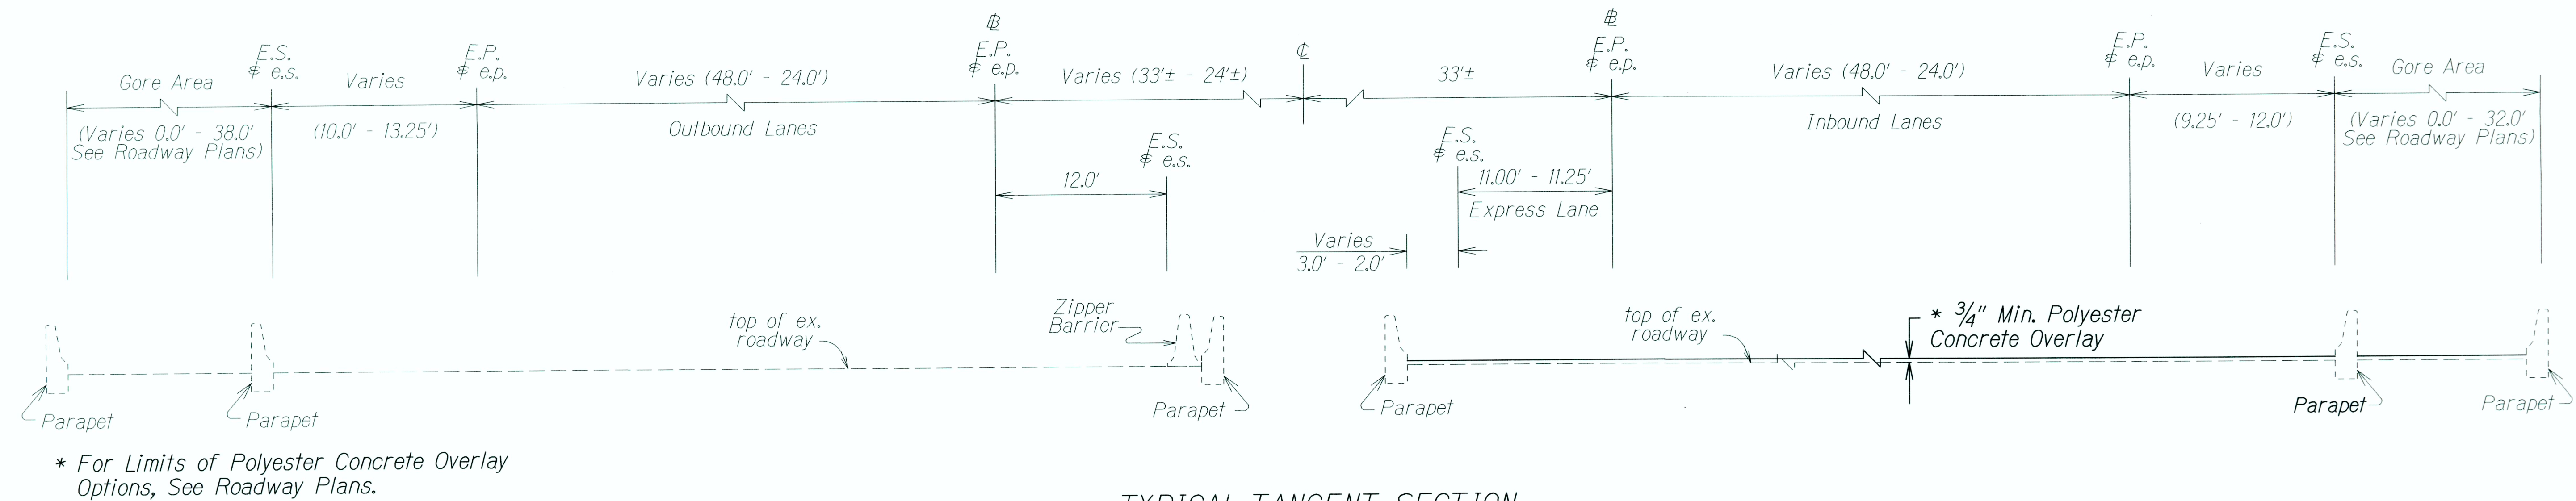 ℄
B
E.S.
& e.s.
E.P.
& e.p.
E.P.
& e.p.
℄
E.P.
& e.p.
E.P.
& e.p.
E.S.
& e.s.
Gore Area
Varies
Varies (48.0' - 24.0')
Varies (33'± - 24'±)
33'±
Varies (48.0' - 24.0')
Varies
Gore Area
(Varies 0.0' - 38.0'
See Roadway Plans)
(10.0' - 13.25')
Outbound Lanes
Inbound Lanes
(9.25' - 12.0')
(Varies 0.0' - 32.0'
See Roadway Plans)
E.S.
& e.s.
E.S.
& e.s.
12.0'
11.00' - 11.25'
Express Lane
Varies
3.0' - 2.0'
top of ex.
roadway
Zipper
Barrier
top of ex.
roadway
* ¾" Min. Polyester
Concrete Overlay
Parapet
Parapet
Parapet
Parapet
Parapet
Parapet
* For Limits of Polyester Concrete Overlay
Options, See Roadway Plans.
TYPICAL TANGENT SECTION